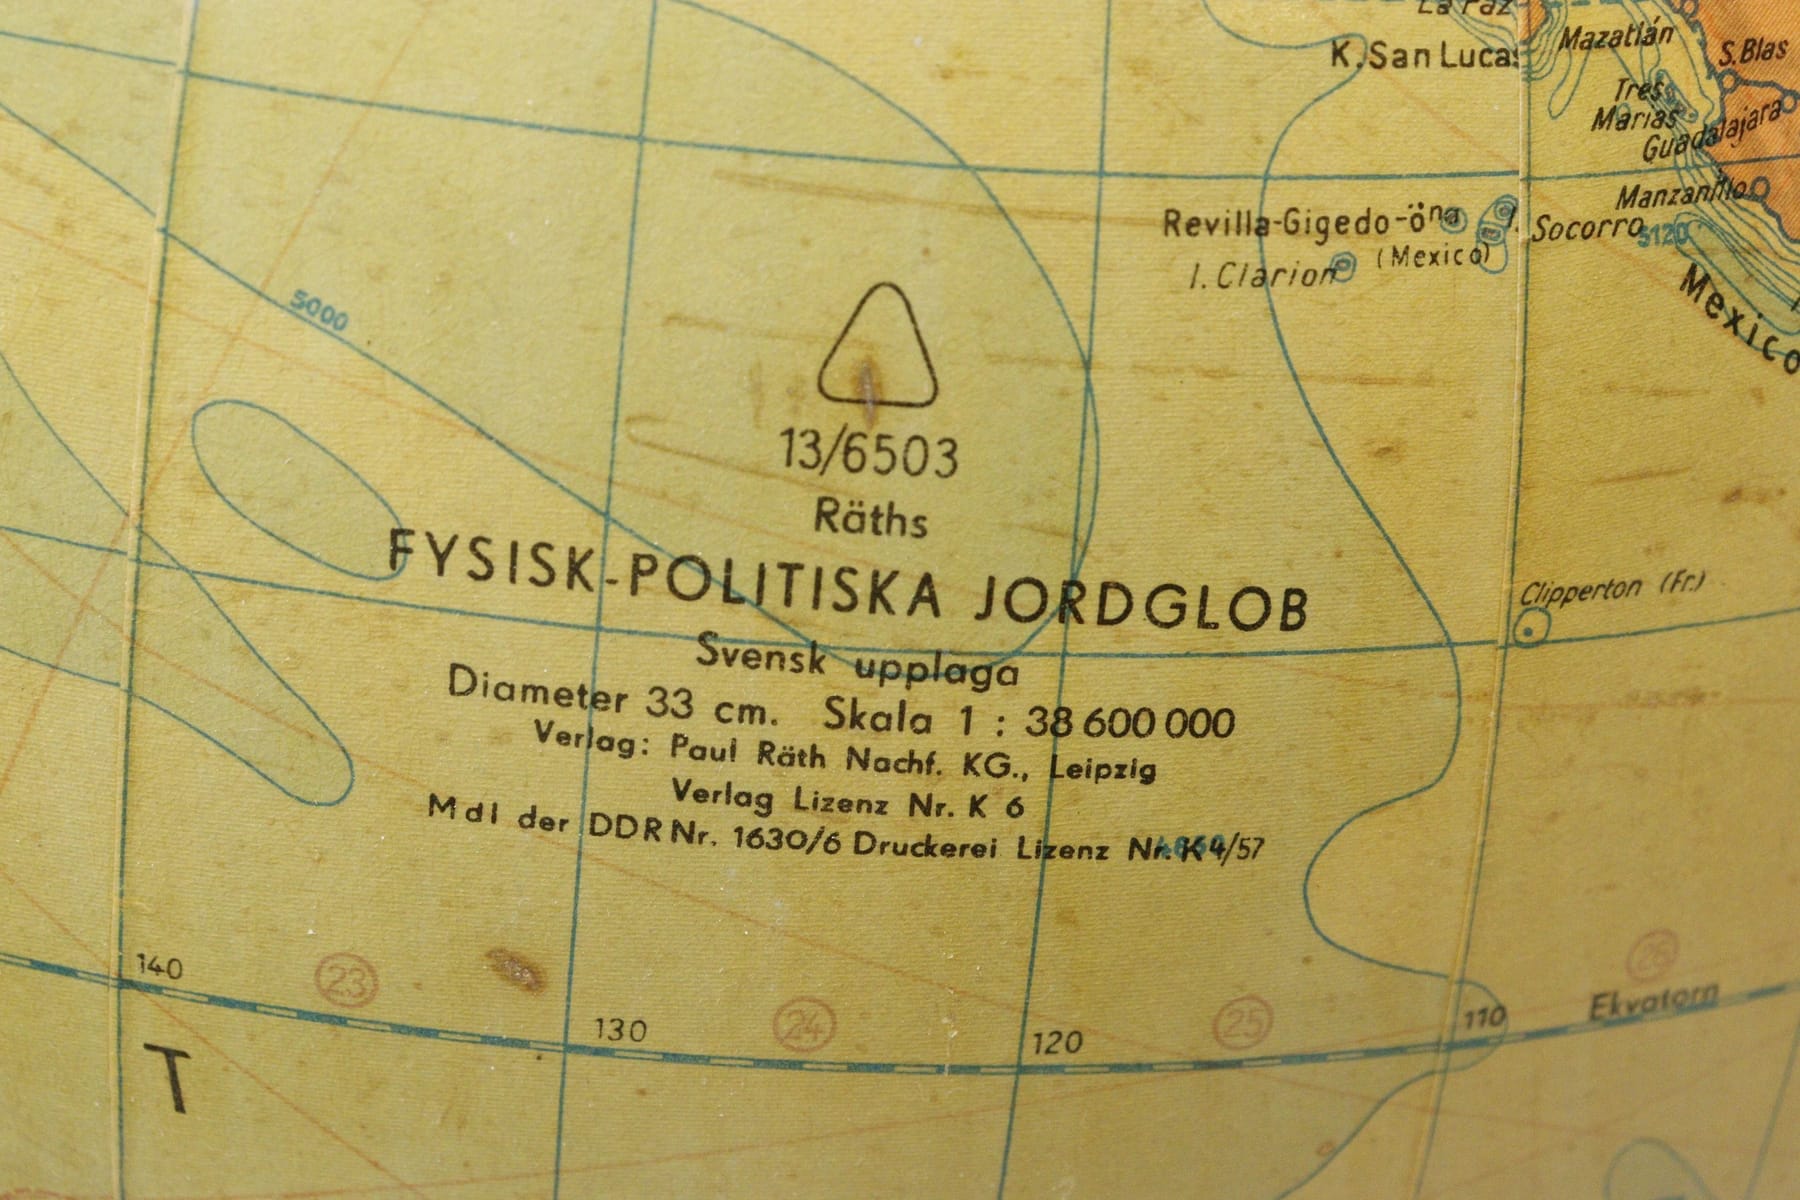 La Paz
K. San Lucas
Mazatlán
S. Blas
Tres
Marias
Guadalajara
Manzanillo
Revilla-Gigedo-öna
I. Socorro
5120
(Mexico)
I. Clarion
Mexico
5000
13/6503
Räths
FYSISK-POLITISKA JORDGLOB
Svensk upplaga
Diameter 33 cm. Skala 1 : 38 600 000
Verlag: Paul Räth Nachf. KG., Leipzig
Verlag Lizenz Nr. K 6
MdI der DDR Nr. 1630/6 Druckerei Lizenz Nr. K 4/57
Clipperton (Fr.)
140
23
130
24
120
25
110
26
Ekvatorn
T